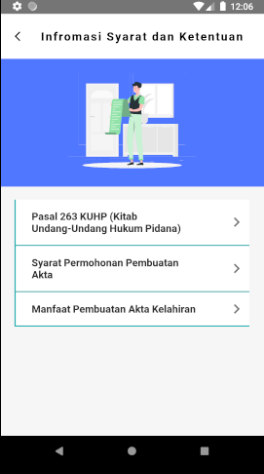 12:06
Infromasi Syarat dan Ketentuan
Pasal 263 KUHP (Kitab
Undang-Undang Hukum Pidana)
Syarat Permohonan Pembuatan
Akta
Manfaat Pembuatan Akta Kelahiran